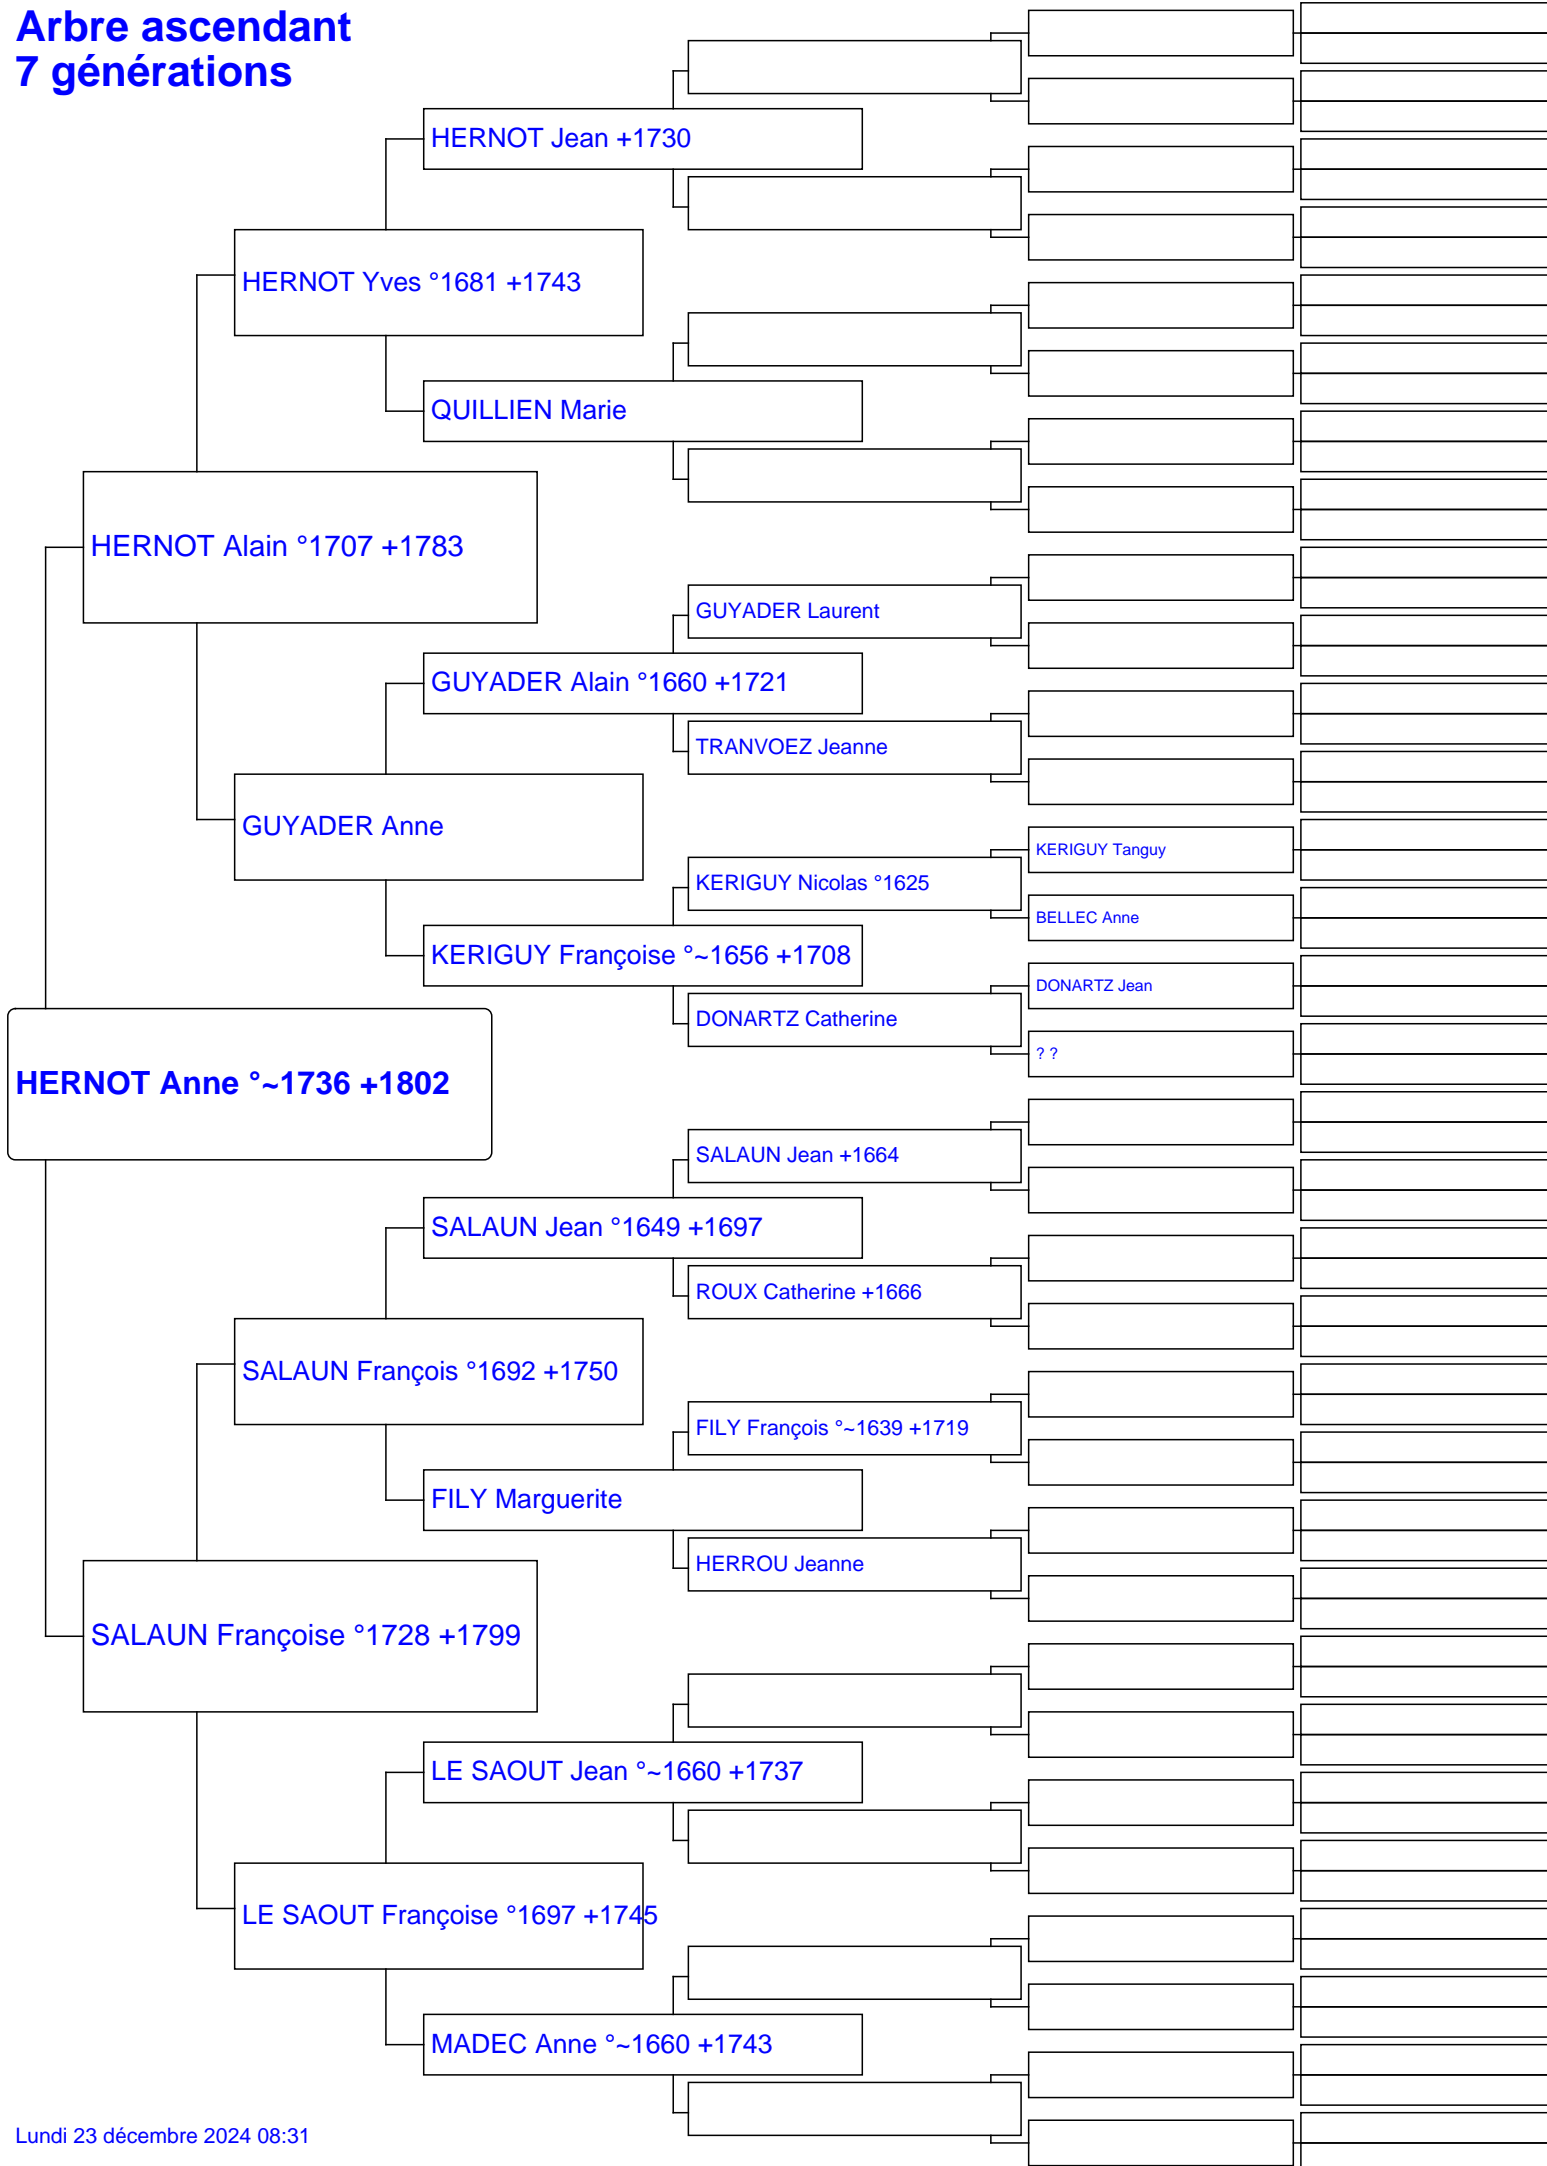 Arbre ascendant
7 générations
HERNOT Jean +1730
HERNOT Yves °1681 +1743
QUILLIEN Marie
HERNOT Alain °1707 +1783
GUYADER Laurent
GUYADER Alain °1660 +1721
TRANVOEZ Jeanne
GUYADER Anne
KERIGUY Tanguy
KERIGUY Nicolas °1625
BELLEC Anne
KERIGUY Françoise °~1656 +1708
DONARTZ Jean
DONARTZ Catherine
? ?
HERNOT Anne °~1736 +1802
SALAUN Jean +1664
SALAUN Jean °1649 +1697
ROUX Catherine +1666
SALAUN François °1692 +1750
FILY François °~1639 +1719
FILY Marguerite
HERROU Jeanne
SALAUN Françoise °1728 +1799
LE SAOUT Jean °~1660 +1737
LE SAOUT Françoise °1697 +1745
MADEC Anne °~1660 +1743
Lundi 23 décembre 2024 08:31